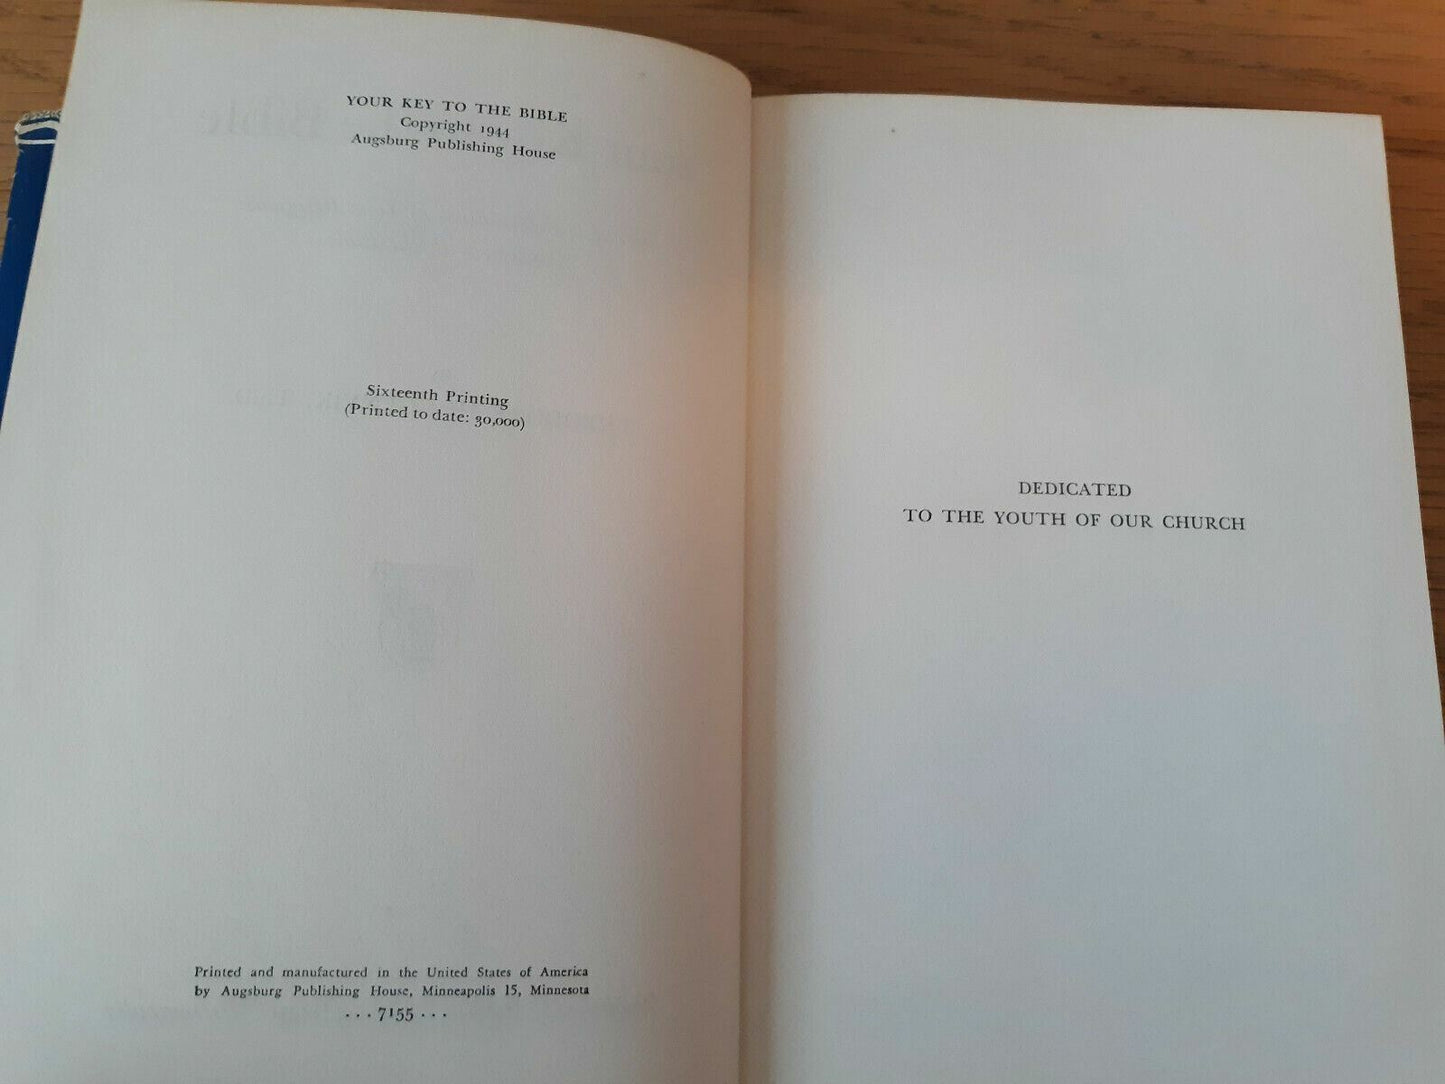 YOUR KEY TO THE BIBLE
Copyright 1944
Augsburg Publishing House
Sixteenth Printing
(Printed to date: 30,000)
Printed and manufactured in the United States of America
by Augsburg Publishing House, Minneapolis 15, Minnesota
· · · 7155 · · ·
DEDICATED
TO THE YOUTH OF OUR CHURCH